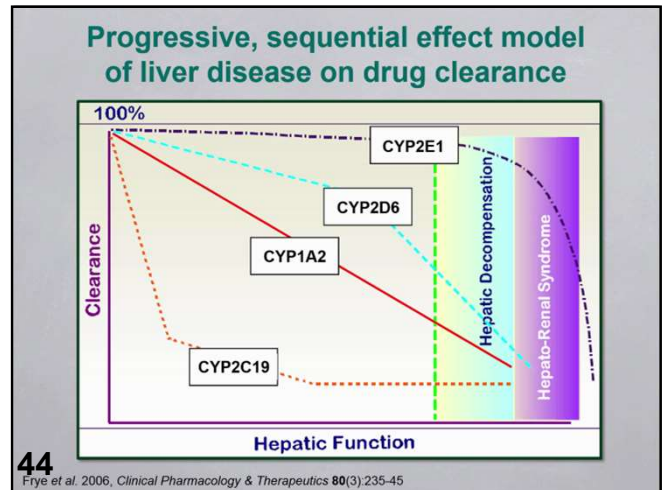 Progressive, sequential effect model
of liver disease on drug clearance
100%
CYP2E1
CYP2D6
CYP1A2
CYP2C19
Clearance
Hepatic Decompensation
Hepato-Renal Syndrome
Hepatic Function
44
Frye et al. 2006, Clinical Pharmacology & Therapeutics 80(3):235-45